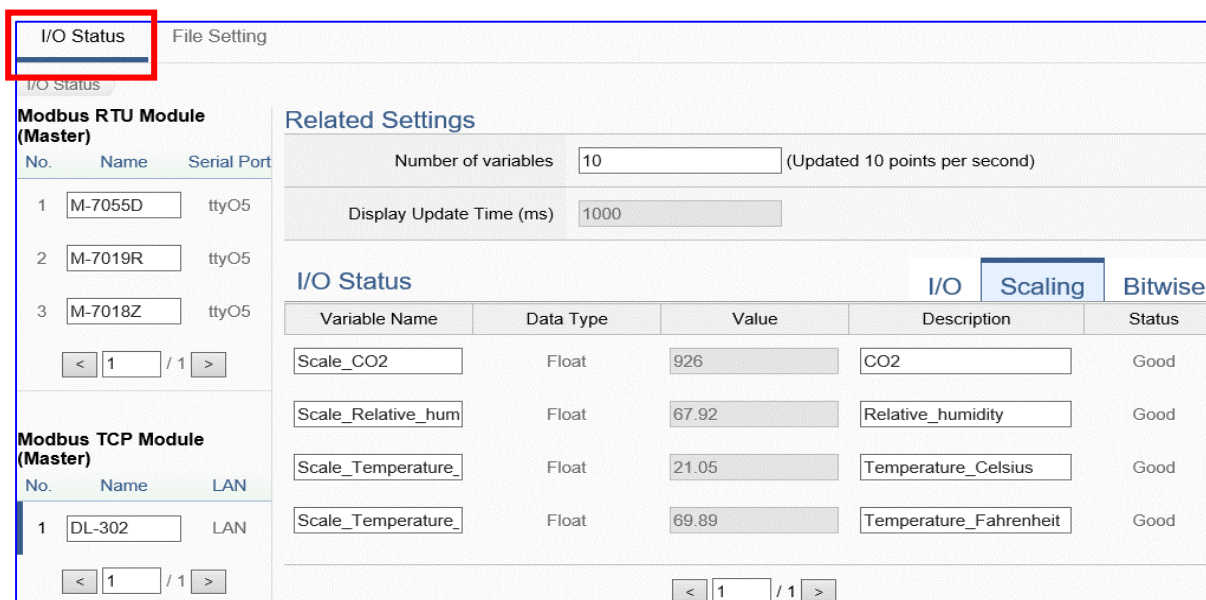 I/O Status File Setting
I/O Status
Modbus RTU Module
(Master)
No. Name Serial Port
1 M-7055D ttyO5
2 M-7019R ttyO5
3 M-7018Z ttyO5
< 1 / 1 >
Modbus TCP Module
(Master)
No. Name LAN
1 DL-302 LAN
< 1 / 1 >
Related Settings
Number of variables 10 (Updated 10 points per second)
Display Update Time (ms) 1000
I/O Status I/O Scaling Bitwise
Variable Name Data Type Value Description Status
Scale_CO2 Float 926 CO2 Good
Scale_Relative_hum Float 67.92 Relative_humidity Good
Scale_Temperature_ Float 21.05 Temperature_Celsius Good
Scale_Temperature_ Float 69.89 Temperature_Fahrenheit Good
< 1 / 1 >